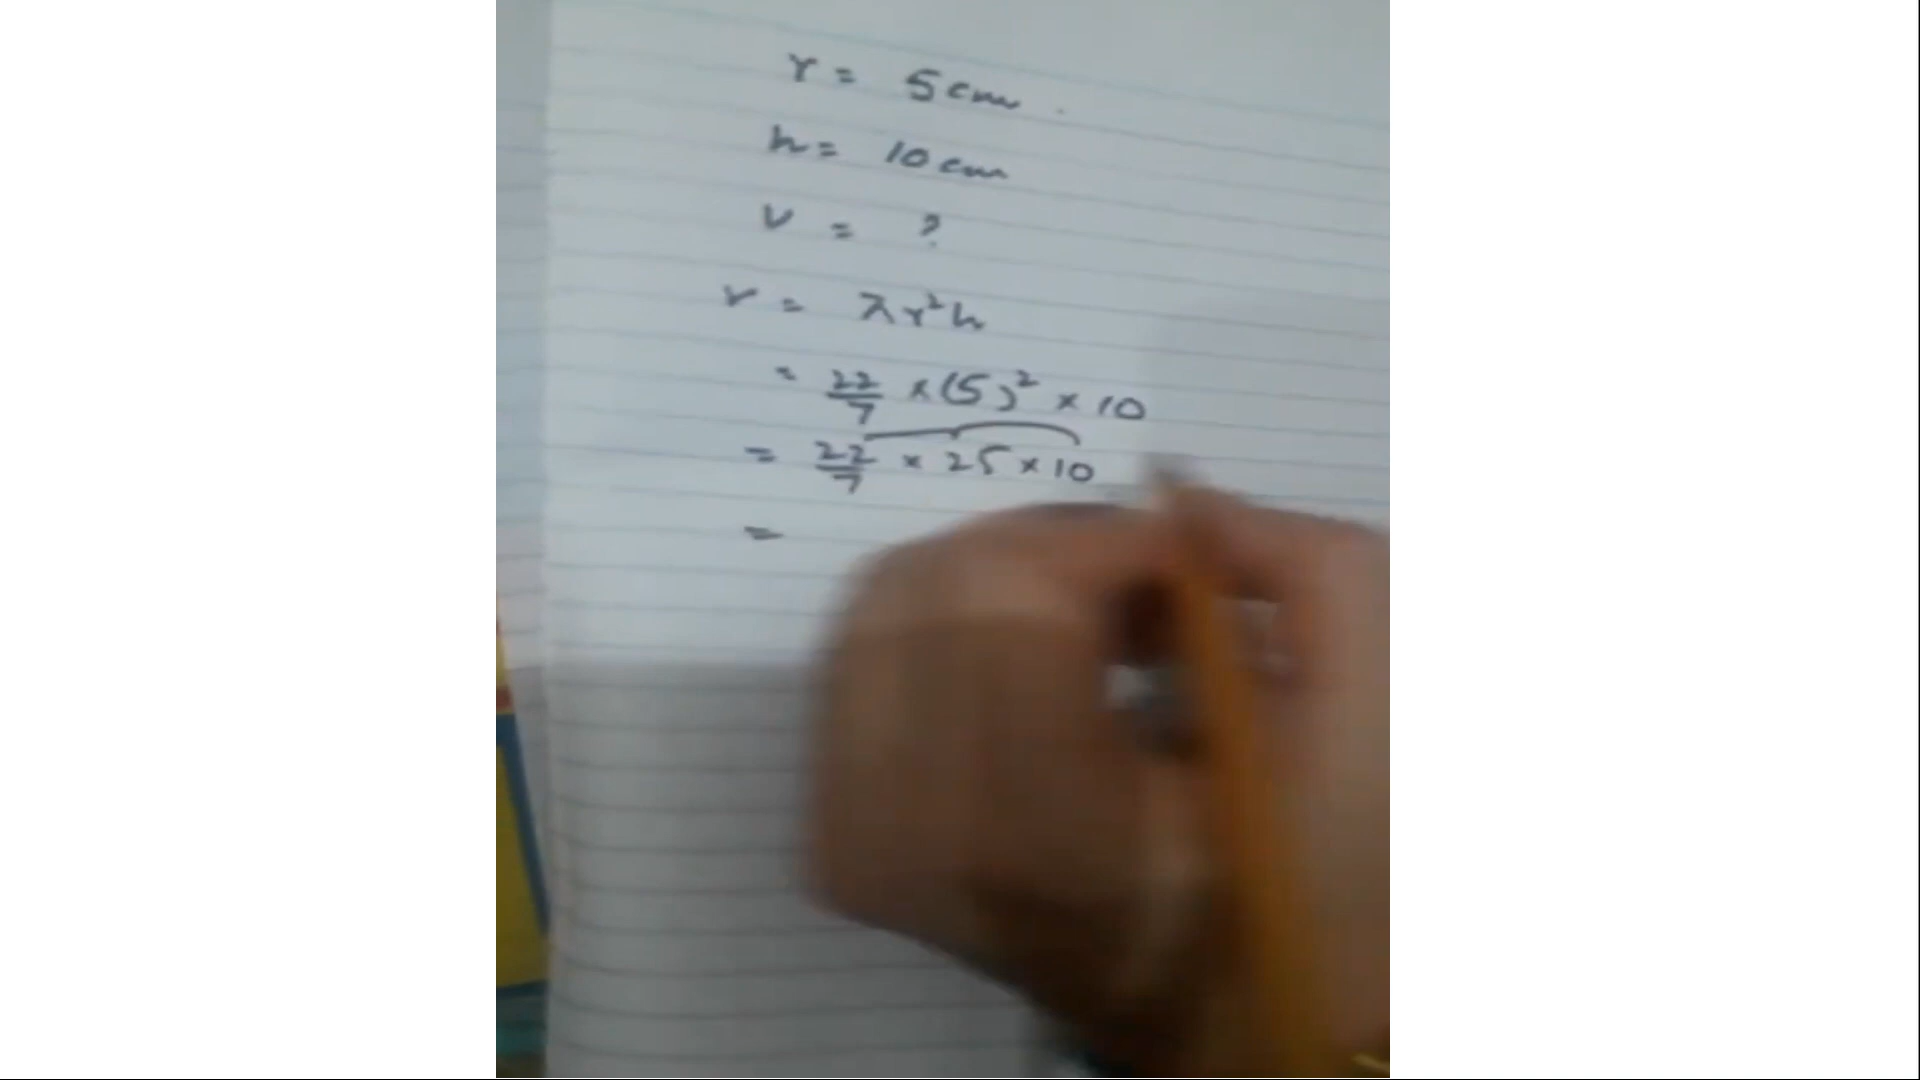 r = 5cm.
h = 10cm
V = ?
V = πr²h
= 22/7 × (5)² × 10
= 22/7 × 25 × 10
=